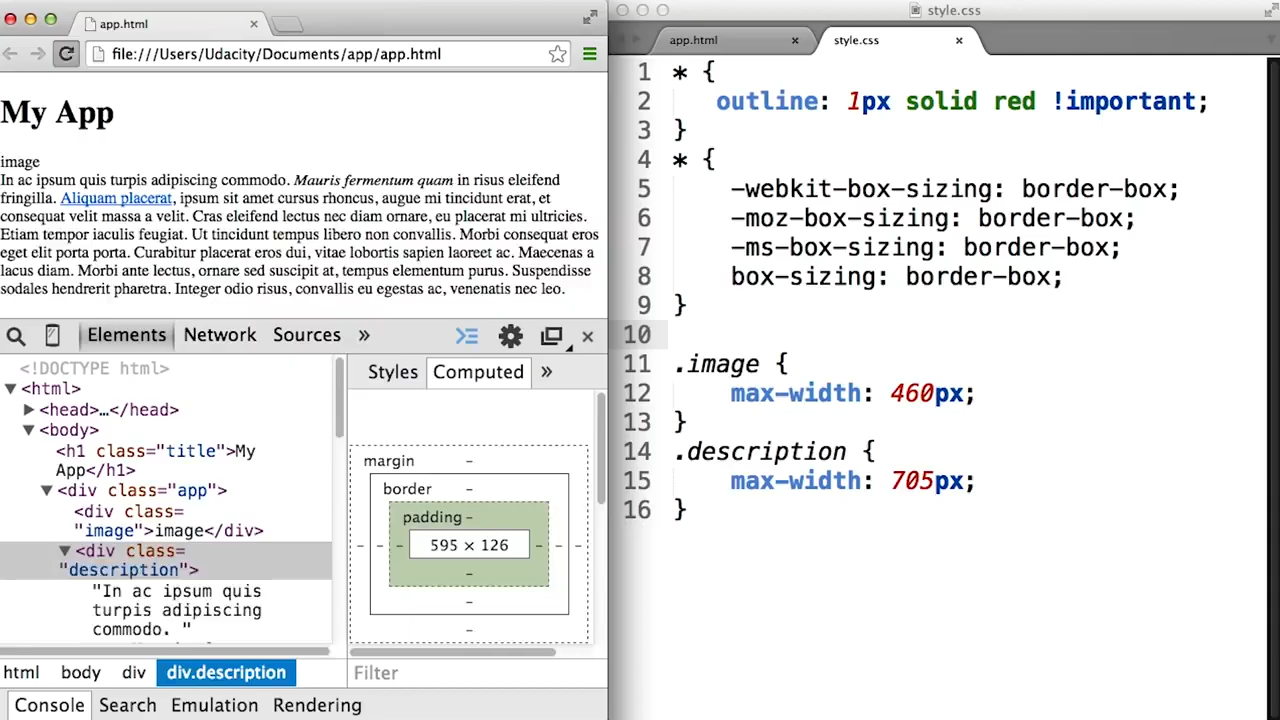 app.html
file:///Users/Udacity/Documents/app/app.html
My App
image
In ac ipsum quis turpis adipiscing commodo. Mauris fermentum quam in risus eleifend
fringilla. Aliquam placerat, ipsum sit amet cursus rhoncus, augue mi tincidunt erat, et
consequat velit massa a velit. Cras eleifend lectus nec diam ornare, eu placerat mi ultricies.
Etiam tempor iaculis feugiat. Ut tincidunt tempus libero non convallis. Morbi consequat eros
eget elit porta porta. Curabitur placerat eros dui, vitae lobortis sapien laoreet ac. Maecenas a
lacus diam. Morbi ante lectus, ornare sed suscipit at, tempus elementum purus. Suspendisse
sodales hendrerit pharetra. Integer odio risus, convallis eu egestas ac, venenatis nec leo.
Elements Network Sources »
<!DOCTYPE html>
▼<html>
▶<head>…</head>
▼<body>
<h1 class="title">My
App</h1>
▼<div class="app">
<div class=
"image">image</div>
▼<div class=
"description">
"In ac ipsum quis
turpis adipiscing
commodo. "
Styles Computed »
margin -
border -
padding -
- - - 595 × 126 - - -
-
-
-
html body div div.description
Filter
Console Search Emulation Rendering
style.css
app.html style.css
1 * {
2 outline: 1px solid red !important;
3 }
4 * {
5 -webkit-box-sizing: border-box;
6 -moz-box-sizing: border-box;
7 -ms-box-sizing: border-box;
8 box-sizing: border-box;
9 }
10
11 .image {
12 max-width: 460px;
13 }
14 .description {
15 max-width: 705px;
16 }